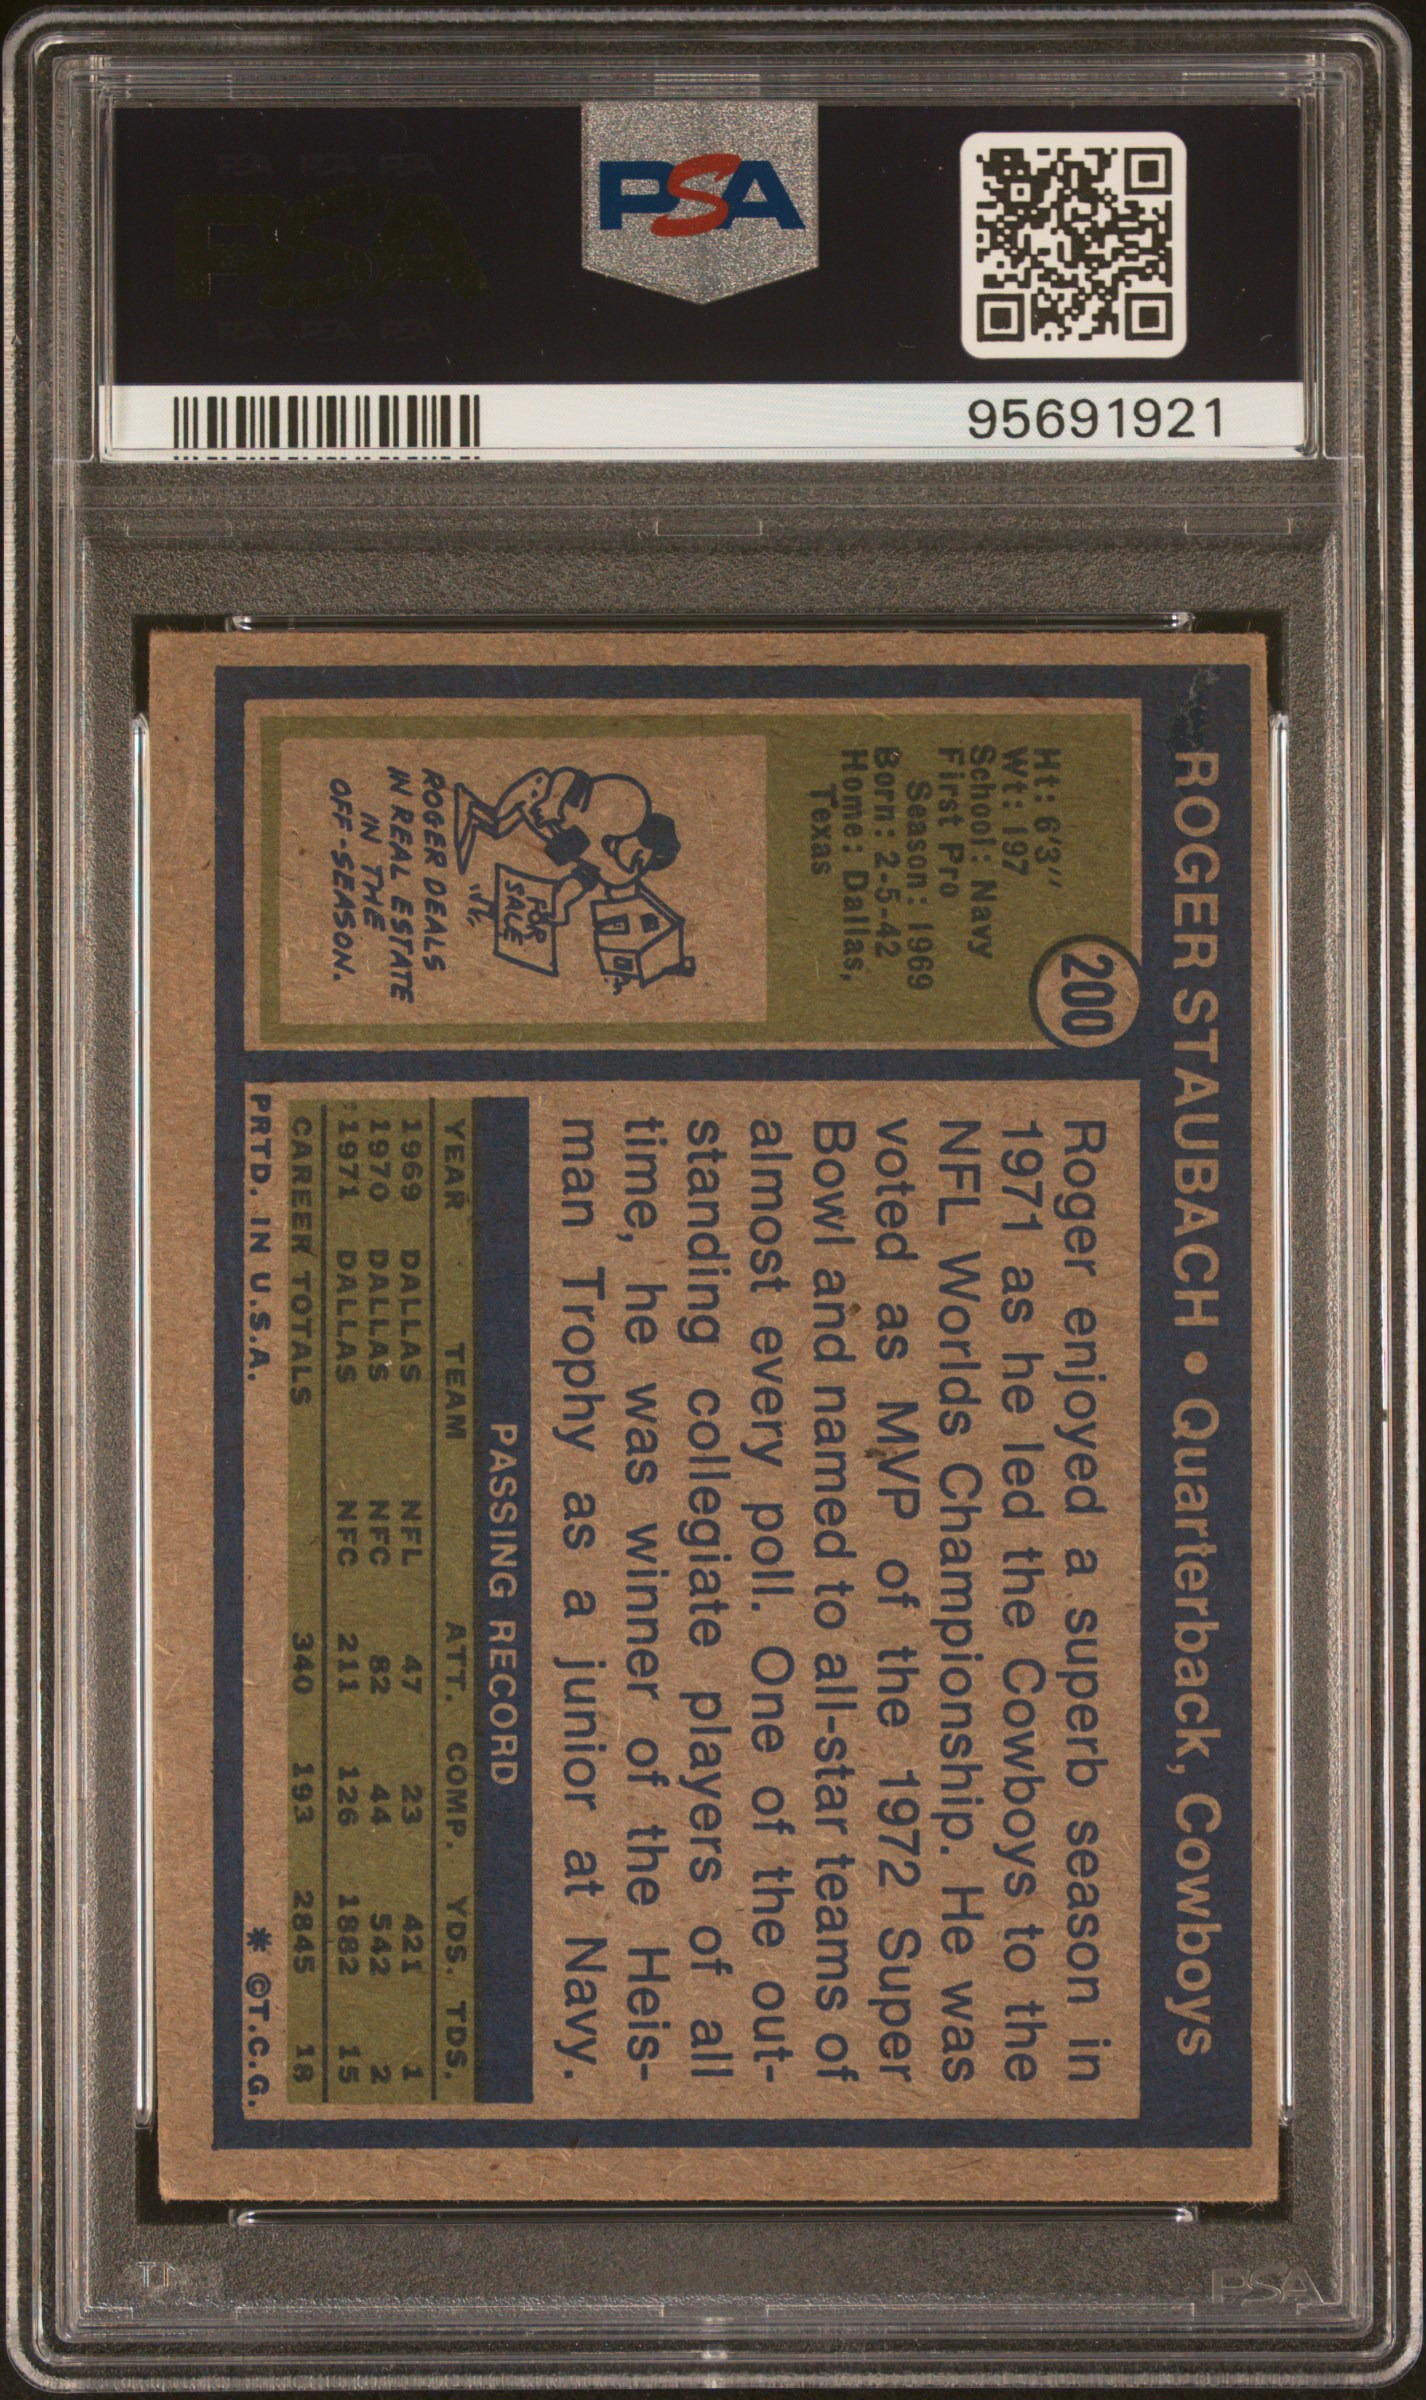 PSA
95691921
ROGER STAUBACH • Quarterback, Cowboys
200
Ht: 6'3"
Wt: 197
School: Navy
First Pro
Season: 1969
Born: 2-5-42
Home: Dallas,
Texas
FOR
SALE
ROGER DEALS
IN REAL ESTATE
IN THE
OFF-SEASON.
Roger enjoyed a superb season in
1971 as he led the Cowboys to the
NFL Worlds Championship. He was
voted as MVP of the 1972 Super
Bowl and named to all-star teams of
almost every poll. One of the out-
standing collegiate players of all
time, he was winner of the Heis-
man Trophy as a junior at Navy.
PASSING RECORD
YEAR TEAM ATT. COMP. YDS. TDS.
1969 DALLAS NFL 47 23 421 1
1970 DALLAS NFC 82 44 542 2
1971 DALLAS NFC 211 126 1882 15
CAREER TOTALS 340 193 2845 18
PRTD. IN U.S.A. * ©T.C.G.
PSA